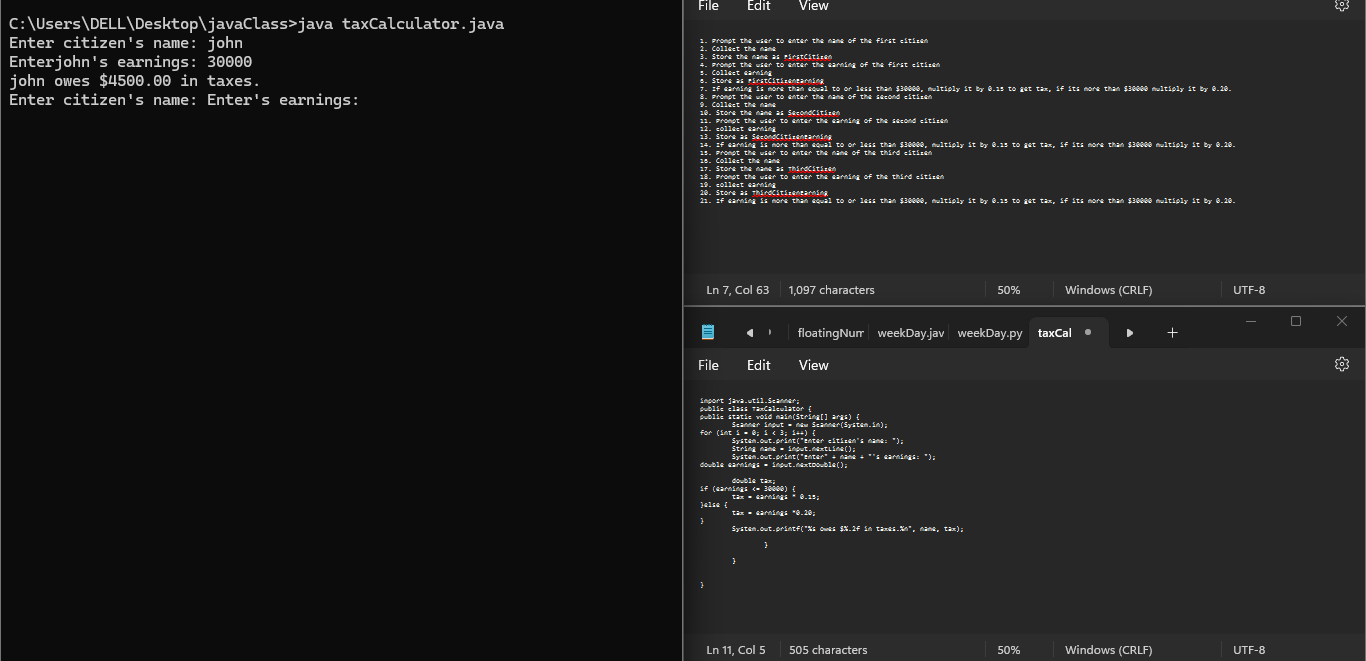 C:\Users\DELL\Desktop\javaClass>java taxCalculator.java
Enter citizen's name: john
Enterjohn's earnings: 30000
john owes $4500.00 in taxes.
Enter citizen's name: Enter's earnings:
File Edit View
1. Prompt the user to enter the name of the first citizen
2. Collect the name
3. Store the name as FirstCitizen
4. Prompt the user to enter the earning of the first citizen
5. Collect earning
6. Store as FirstCitizenEarning
7. If earning is more than equal to or less than $30000, multiply it by 0.15 to get tax, if its more than $30000 multiply it by 0.20.
8. Prompt the user to enter the name of the second citizen
9. Collect the name
10. Store the name as SecondCitizen
11. Prompt the user to enter the earning of the second citizen
12. collect earning
13. Store as SecondCitizenEarning
14. If earning is more than equal to or less than $30000, multiply it by 0.15 to get tax, if its more than $30000 multiply it by 0.20.
15. Prompt the user to enter the name of the third citizen
16. Collect the name
17. Store the name as ThirdCitizen
18. Prompt the user to enter the earning of the third citizen
19. collect earning
20. Store as ThirdCitizenEarning
21. If earning is more than equal to or less than $30000, multiply it by 0.15 to get tax, if its more than $30000 multiply it by 0.20.
Ln 7, Col 63 1,097 characters 50% Windows (CRLF) UTF-8
floatingNum weekDay.jav weekDay.py taxCal
File Edit View
import java.util.Scanner;
public class TaxCalculator {
public static void main(String[] args) {
Scanner input = new Scanner(System.in);
for (int i = 0; i < 3; i++) {
System.out.print("Enter citizen's name: ");
String name = input.nextLine();
System.out.print("Enter" + name + "'s earnings: ");
double earnings = input.nextDouble();
double tax;
if (earnings <= 30000) {
tax = earnings * 0.15;
}else {
tax = earnings *0.20;
}
System.out.printf("%s owes $%.2f in taxes.%n", name, tax);
}
}
}
Ln 11, Col 5 505 characters 50% Windows (CRLF) UTF-8